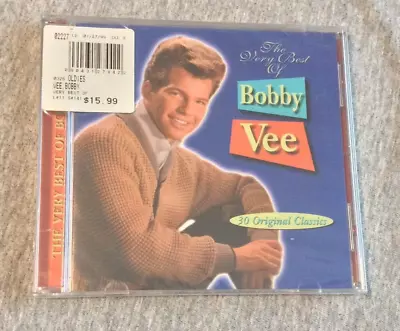 OLDIES
VEE,BOBBY
VERY BEST OF
$15.99
The
Very Best
Of
Bobby
Vee
30 Original Classics
THE VERY BEST OF BO